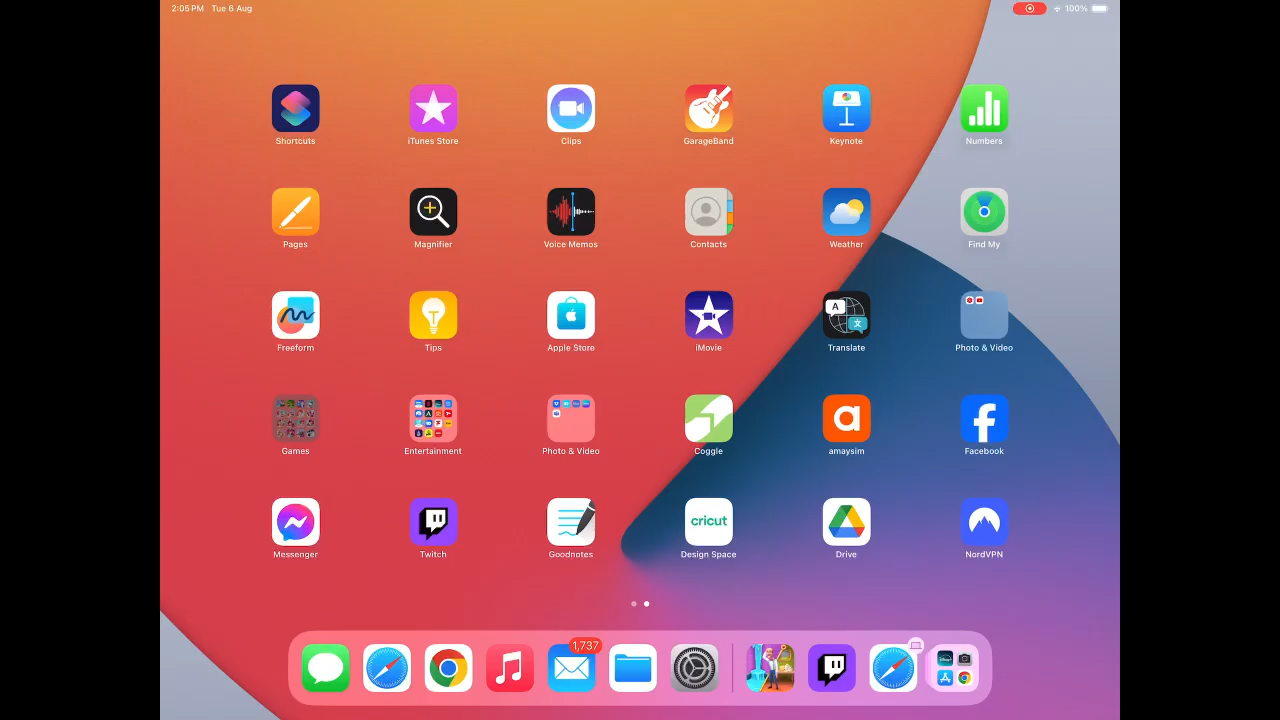 2:05 PM Tue 6 Aug 100%
Shortcuts iTunes Store Clips GarageBand Keynote Numbers
Pages Magnifier Voice Memos Contacts Weather Find My
A 文
Freeform Tips Apple Store iMovie Translate Photo & Video
Games Entertainment Photo & Video Coggle amaysim Facebook
cricut
Messenger Twitch Goodnotes Design Space Drive NordVPN
1,737